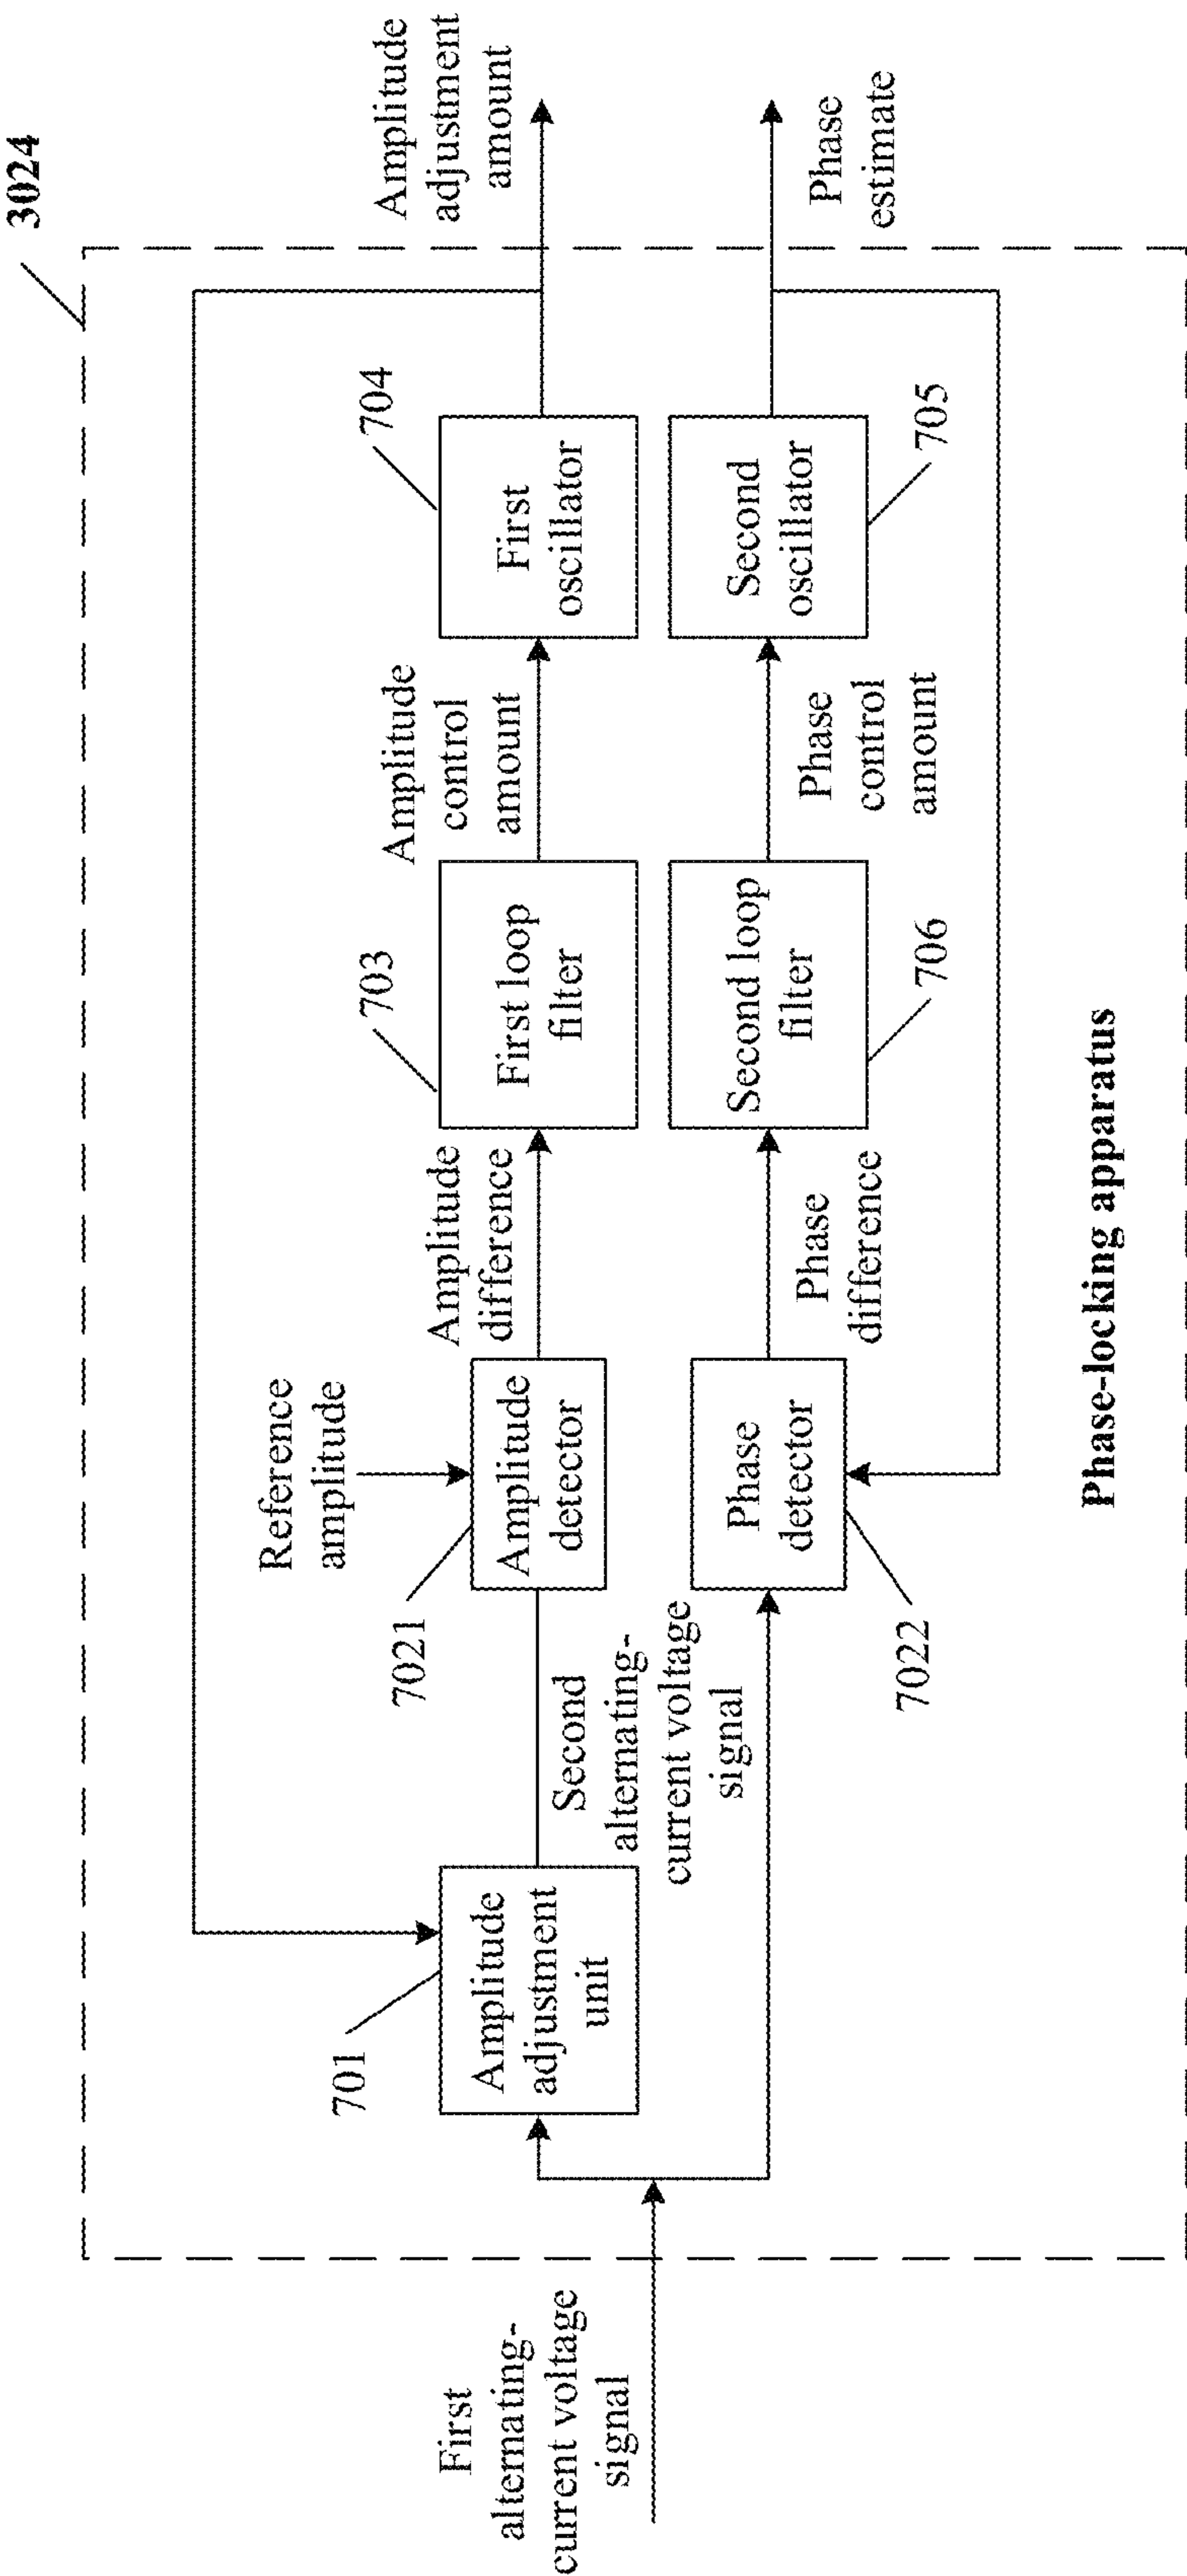 3024
First
alternating-
current voltage
signal
701
Amplitude
adjustment
unit
Second
alternating-
current voltage
signal
Reference
amplitude
7021
Amplitude
detector
Amplitude
difference
703
First loop
filter
Amplitude
control
amount
704
First
oscillator
Amplitude
adjustment
amount
7022
Phase
detector
Phase
difference
706
Second loop
filter
Phase
control
amount
705
Second
oscillator
Phase
estimate
Phase-locking apparatus